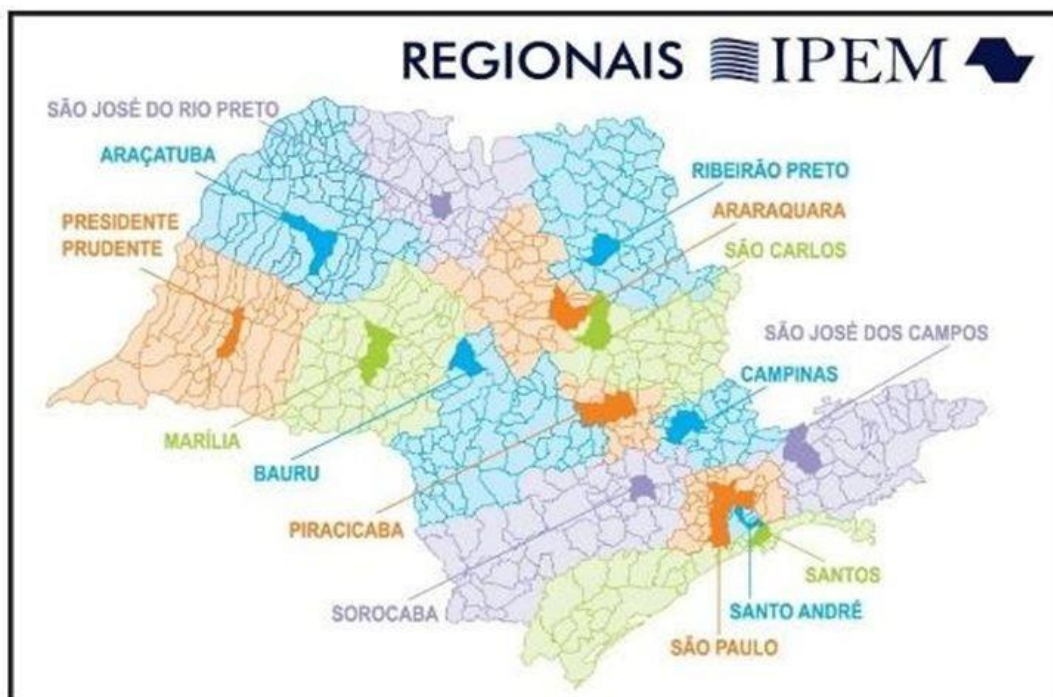 REGIONAIS IPEM
SÃO JOSÉ DO RIO PRETO
ARAÇATUBA
RIBEIRÃO PRETO
PRESIDENTE
PRUDENTE
ARARAQUARA
SÃO CARLOS
SÃO JOSÉ DOS CAMPOS
CAMPINAS
MARÍLIA
BAURU
PIRACICABA
SANTOS
SOROCABA
SANTO ANDRÉ
SÃO PAULO